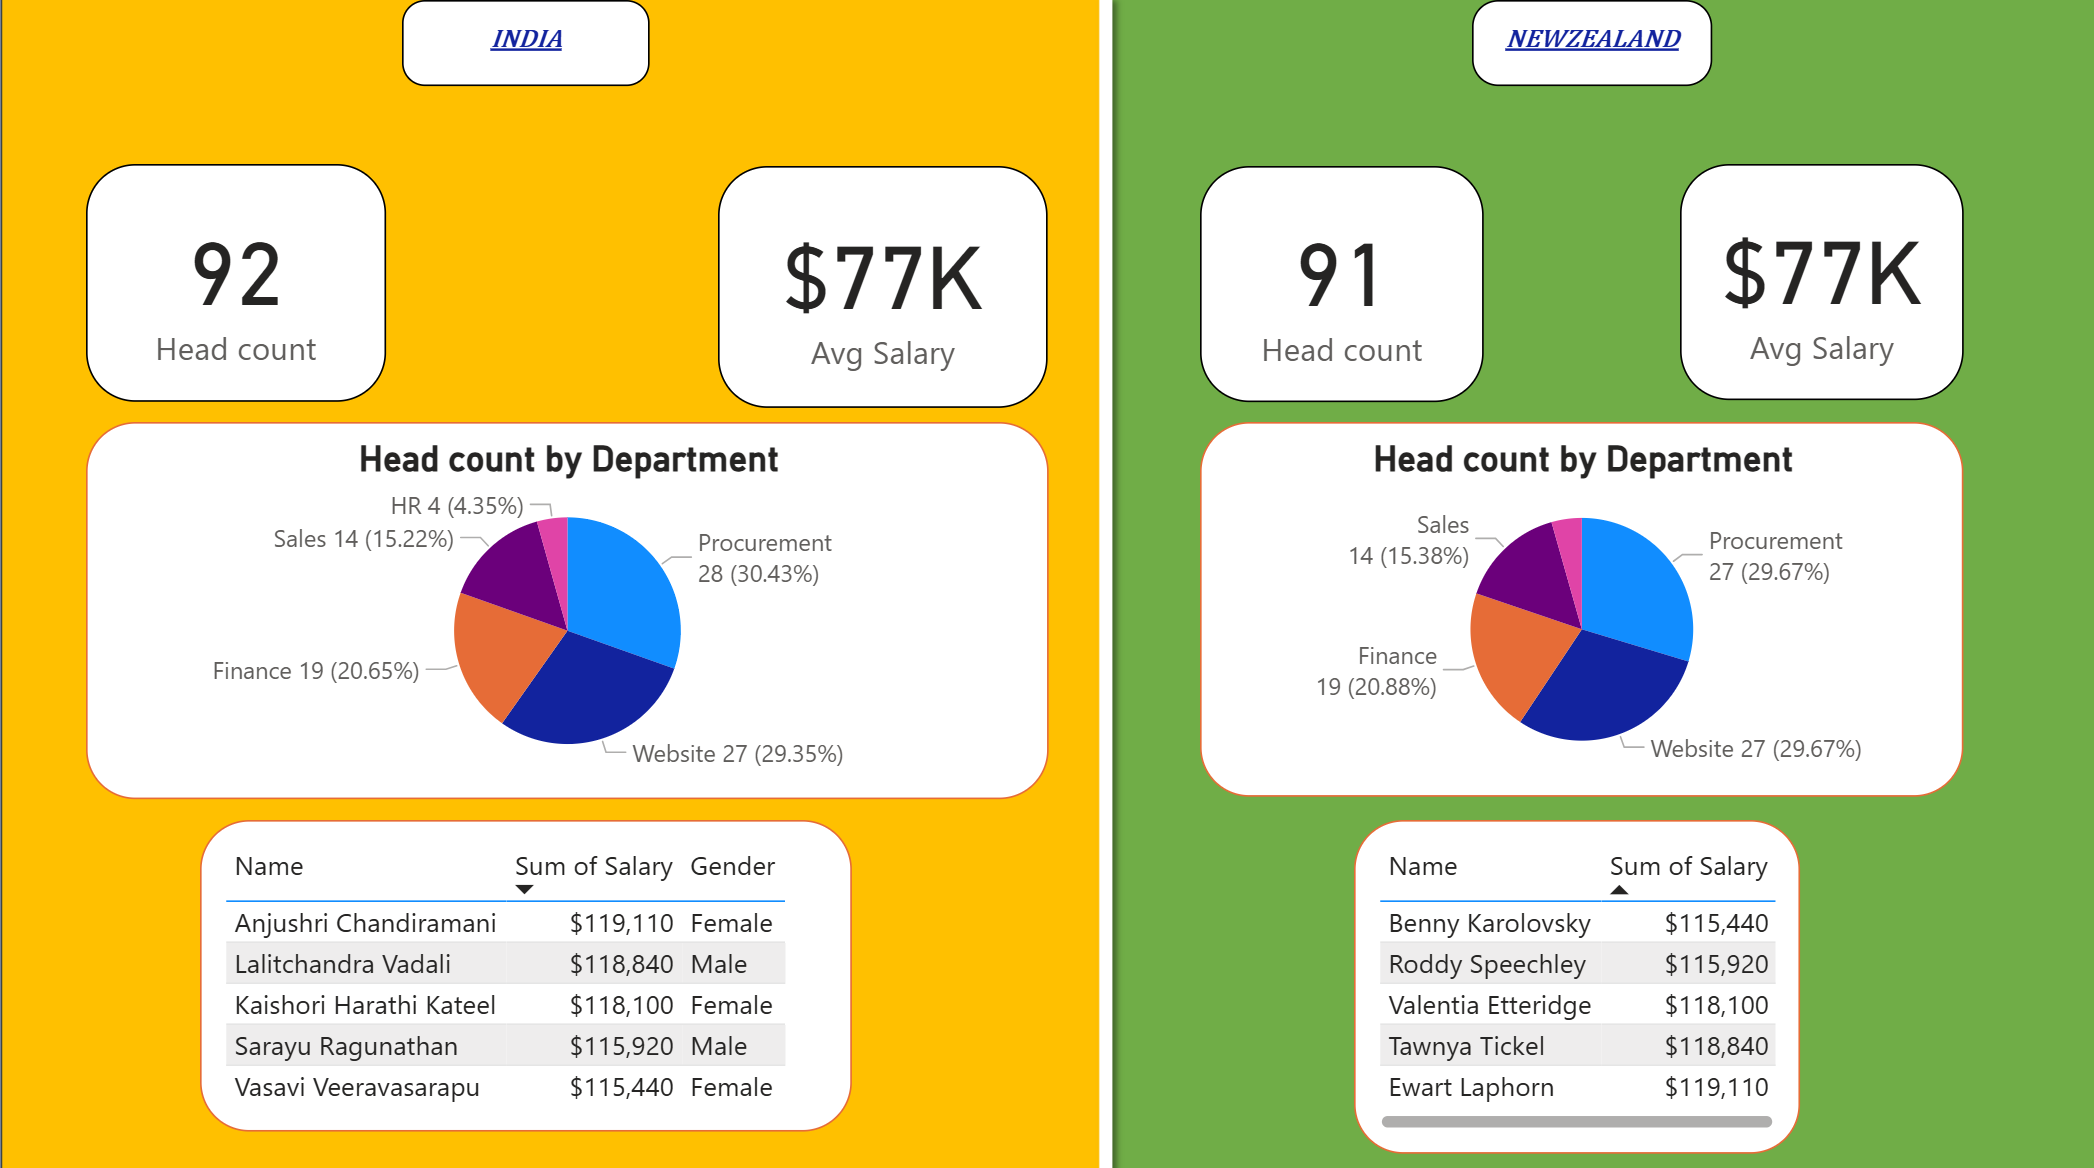 INDIA
92
Head count
$77K
Avg Salary
Head count by Department
HR 4 (4.35%)
Sales 14 (15.22%)
Procurement
28 (30.43%)
Finance 19 (20.65%)
Website 27 (29.35%)
Name Sum of Salary Gender
Anjushri Chandiramani $119,110 Female
Lalitchandra Vadali $118,840 Male
Kaishori Harathi Kateel $118,100 Female
Sarayu Ragunathan $115,920 Male
Vasavi Veeravasarapu $115,440 Female
NEWZEALAND
91
Head count
$77K
Avg Salary
Head count by Department
Sales
14 (15.38%)
Procurement
27 (29.67%)
Finance
19 (20.88%)
Website 27 (29.67%)
Name Sum of Salary
Benny Karolovsky $115,440
Roddy Speechley $115,920
Valentia Etteridge $118,100
Tawnya Tickel $118,840
Ewart Laphorn $119,110